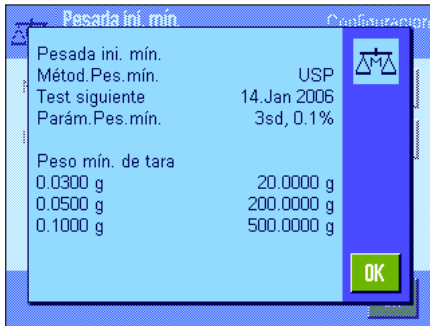 Pesada ini. mín.
Configuracion
Pesada ini. mín.
Métod.Pes.mín. USP
Test siguiente 14.Jan 2006
Parám.Pes.mín. 3sd, 0.1%
Peso mín. de tara
0.0300 g 20.0000 g
0.0500 g 200.0000 g
0.1000 g 500.0000 g
OK